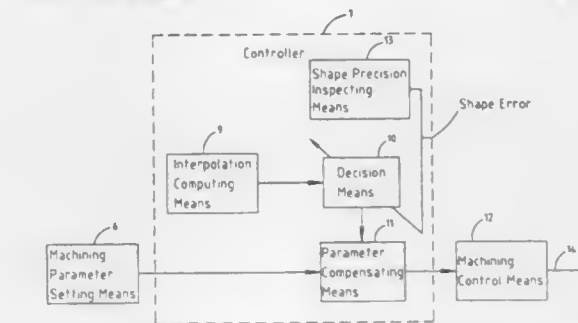 7
Controller
13
Shape Precision
Inspecting
Means
Shape Error
9
Interpolation
Computing
Means
10
Decision
Means
6
Machining
Parameter
Setting Means
11
Parameter
Compensating
Means
12
Machining
Control Means
14